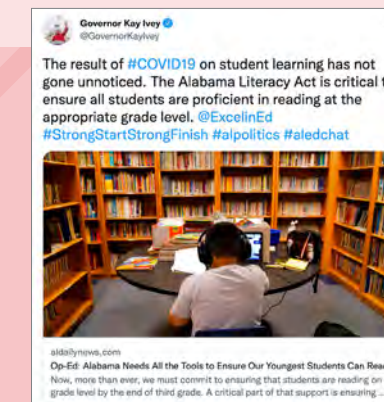 Governor Kay Ivey
@GovernorKayIvey
The result of #COVID19 on student learning has not
gone unnoticed. The Alabama Literacy Act is critical t
ensure all students are proficient in reading at the
appropriate grade level. @ExcelinEd
#StrongStartStrongFinish #alpolitics #aledchat
aldailynews.com
Op-Ed: Alabama Needs All the Tools to Ensure Our Youngest Students Can Read
Now, more than ever, we must commit to ensuring that students are reading on
grade level by the end of third grade. A critical part of that support is ensuring ...